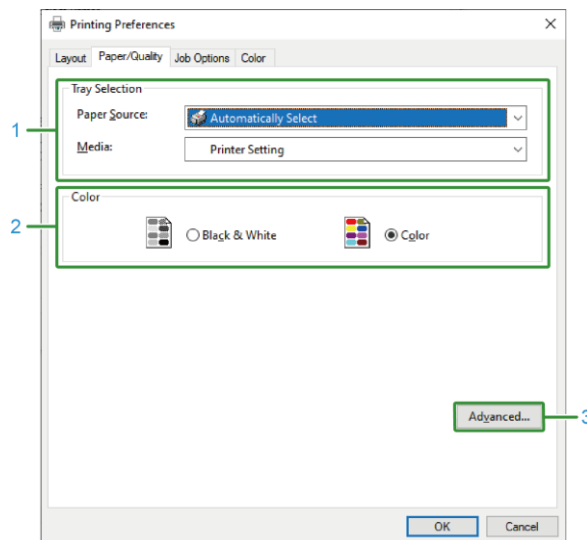 Printing Preferences
Layout Paper/Quality Job Options Color
Tray Selection
1 Paper Source: Automatically Select
Media: Printer Setting
Color
2 Black & White Color
Advanced... 3
OK Cancel